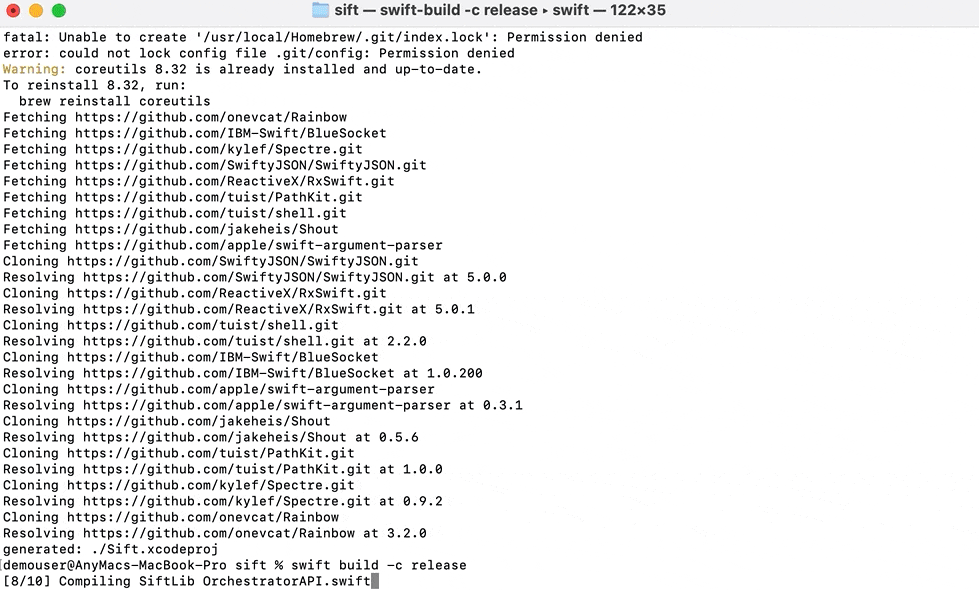 sift — swift-build -c release ▸ swift — 122×35
fatal: Unable to create '/usr/local/Homebrew/.git/index.lock': Permission denied
error: could not lock config file .git/config: Permission denied
Warning: coreutils 8.32 is already installed and up-to-date.
To reinstall 8.32, run:
  brew reinstall coreutils
Fetching https://github.com/onevcat/Rainbow
Fetching https://github.com/IBM-Swift/BlueSocket
Fetching https://github.com/kylef/Spectre.git
Fetching https://github.com/SwiftyJSON/SwiftyJSON.git
Fetching https://github.com/ReactiveX/RxSwift.git
Fetching https://github.com/tuist/PathKit.git
Fetching https://github.com/tuist/shell.git
Fetching https://github.com/jakeheis/Shout
Fetching https://github.com/apple/swift-argument-parser
Cloning https://github.com/SwiftyJSON/SwiftyJSON.git
Resolving https://github.com/SwiftyJSON/SwiftyJSON.git at 5.0.0
Cloning https://github.com/ReactiveX/RxSwift.git
Resolving https://github.com/ReactiveX/RxSwift.git at 5.0.1
Cloning https://github.com/tuist/shell.git
Resolving https://github.com/tuist/shell.git at 2.2.0
Cloning https://github.com/IBM-Swift/BlueSocket
Resolving https://github.com/IBM-Swift/BlueSocket at 1.0.200
Cloning https://github.com/apple/swift-argument-parser
Resolving https://github.com/apple/swift-argument-parser at 0.3.1
Cloning https://github.com/jakeheis/Shout
Resolving https://github.com/jakeheis/Shout at 0.5.6
Cloning https://github.com/tuist/PathKit.git
Resolving https://github.com/tuist/PathKit.git at 1.0.0
Cloning https://github.com/kylef/Spectre.git
Resolving https://github.com/kylef/Spectre.git at 0.9.2
Cloning https://github.com/onevcat/Rainbow
Resolving https://github.com/onevcat/Rainbow at 3.2.0
generated: ./Sift.xcodeproj
[demouser@AnyMacs-MacBook-Pro sift % swift build -c release
[8/10] Compiling SiftLib OrchestratorAPI.swift